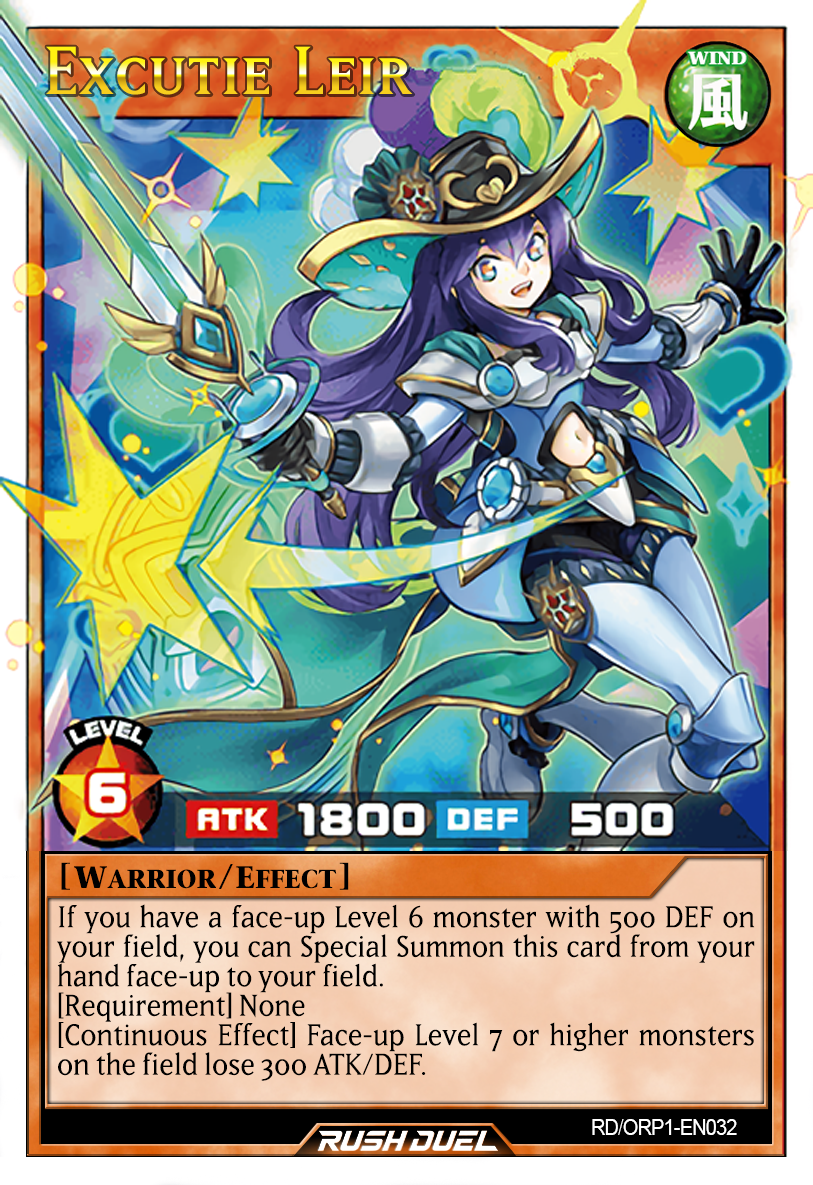 Excutie Leir
WIND
風
LEVEL
6
ATK 1800 DEF 500
[Warrior/Effect]
If you have a face-up Level 6 monster with 500 DEF on
your field, you can Special Summon this card from your
hand face-up to your field.
[Requirement] None
[Continuous Effect] Face-up Level 7 or higher monsters
on the field lose 300 ATK/DEF.
RD/ORP1-EN032
RUSH DUEL